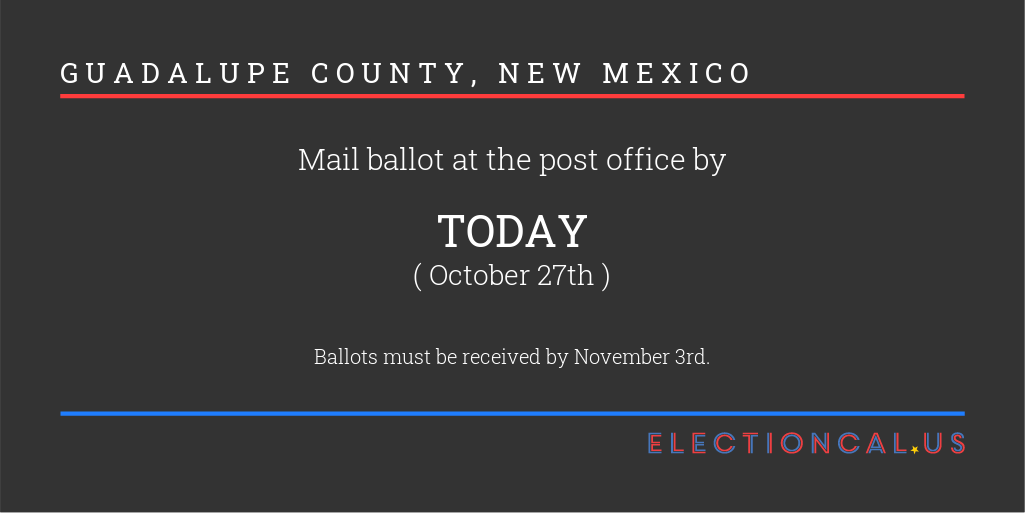 GUADALUPE COUNTY, NEW MEXICO
Mail ballot at the post office by
TODAY
( October 27th )
Ballots must be received by November 3rd.
ELECTIONCAL.US